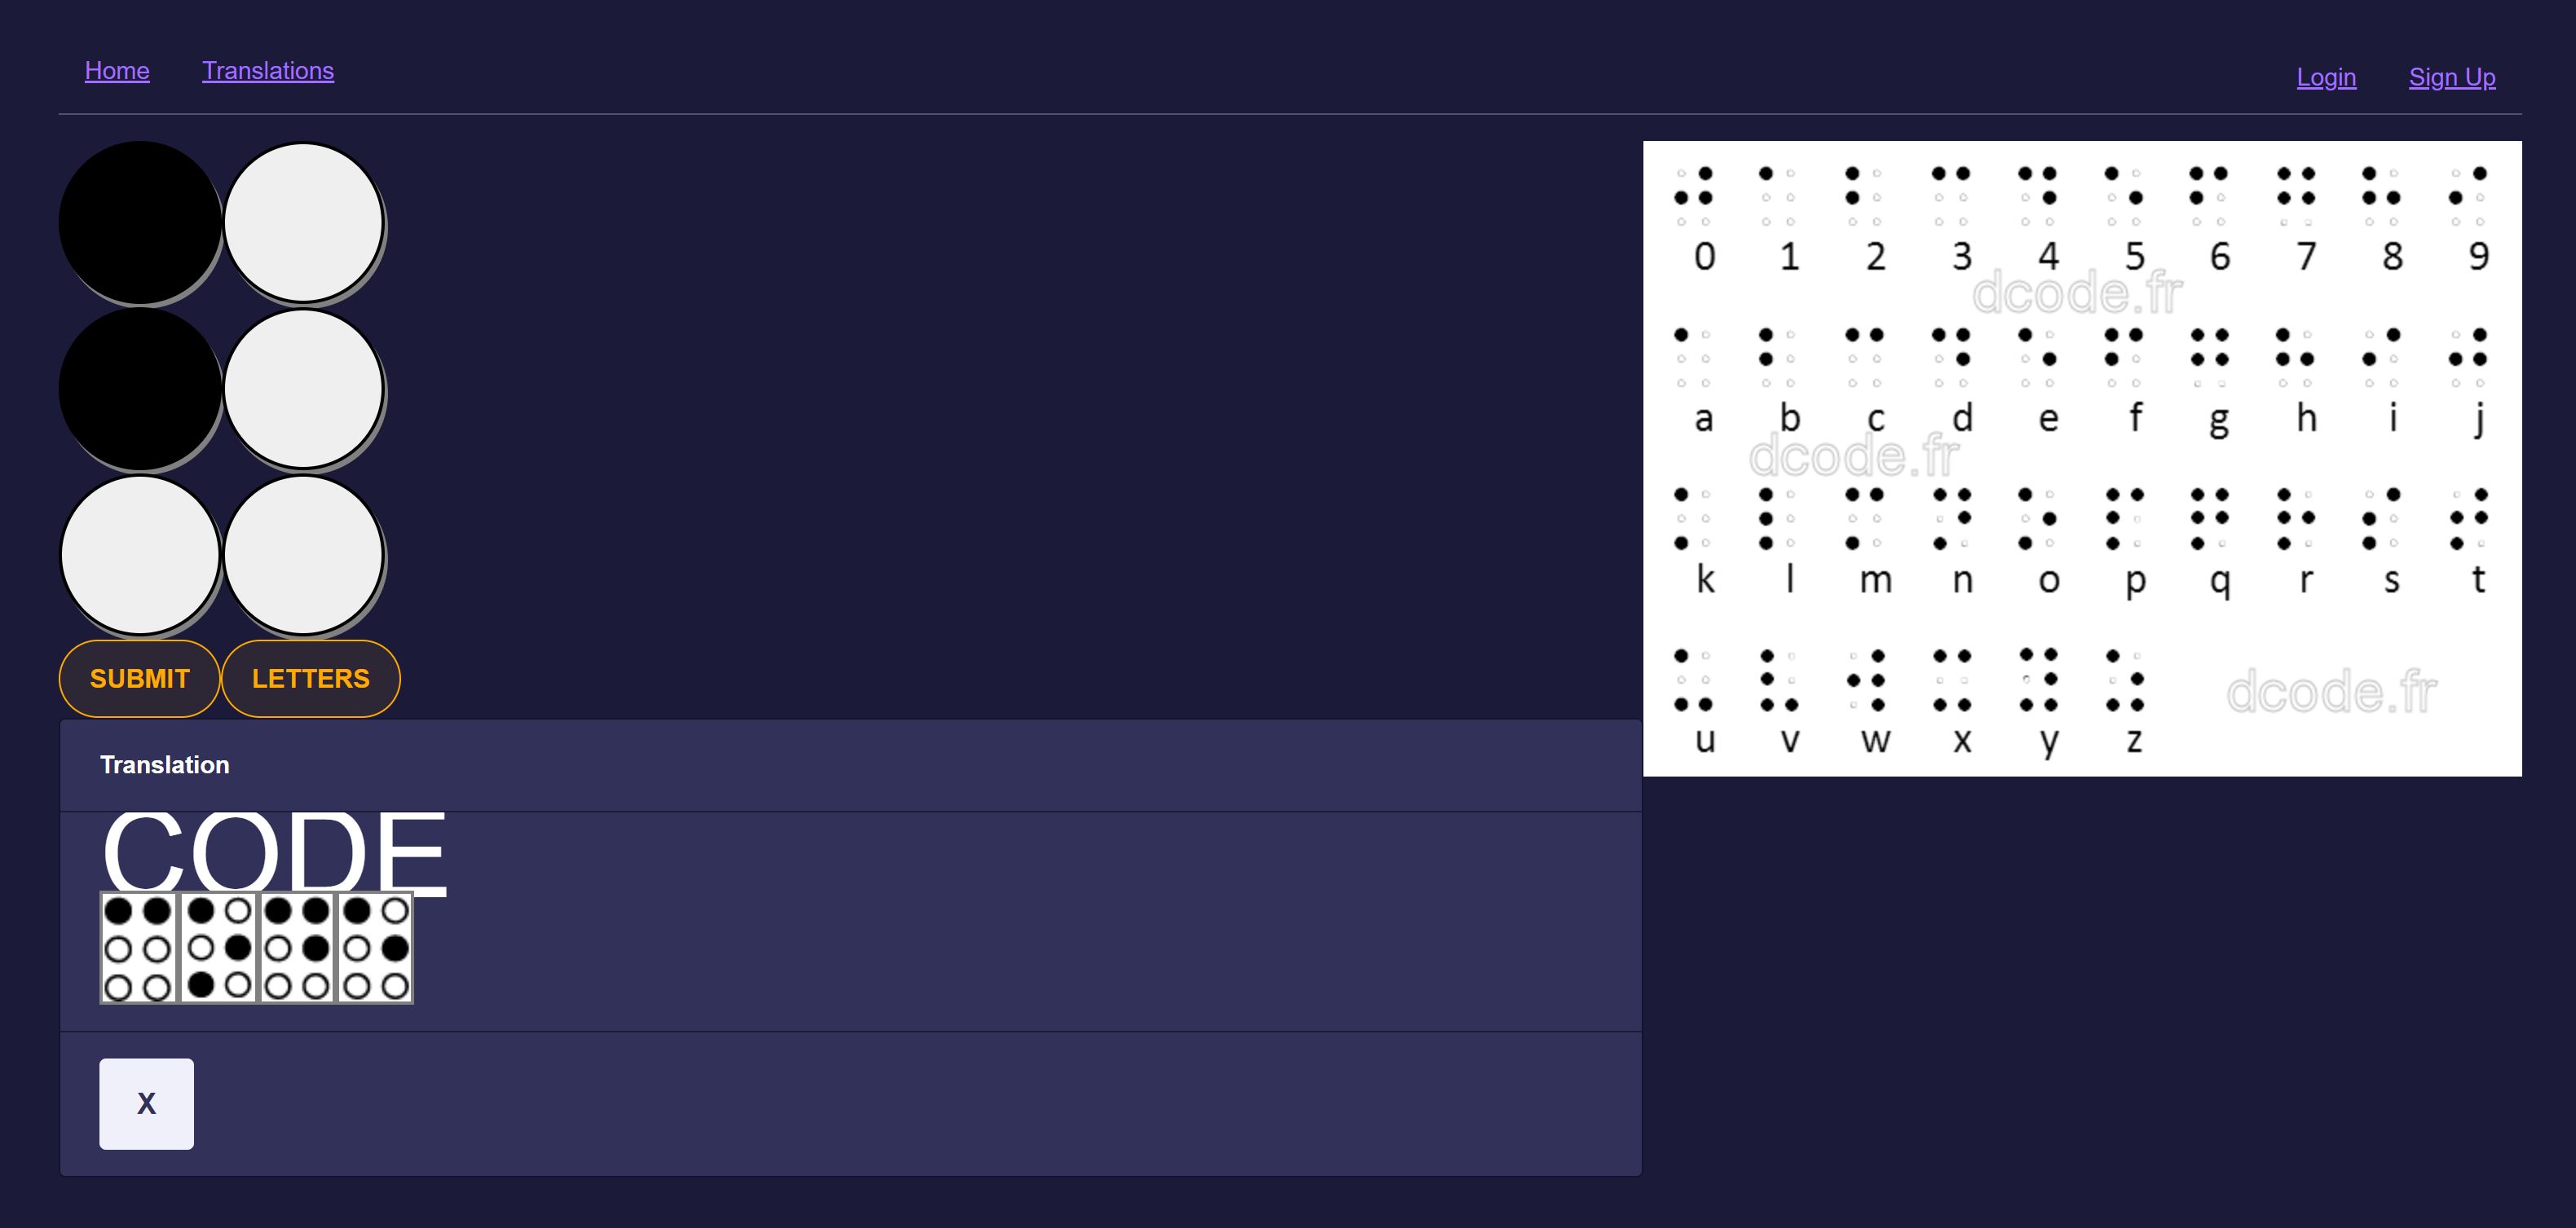 Home Translations
Login Sign Up
SUBMIT LETTERS
Translation
CODE
X
0 1 2 3 4 5 6 7 8 9
dcode.fr
a b c d e f g h i j
dcode.fr
k l m n o p q r s t
u v w x y z
dcode.fr